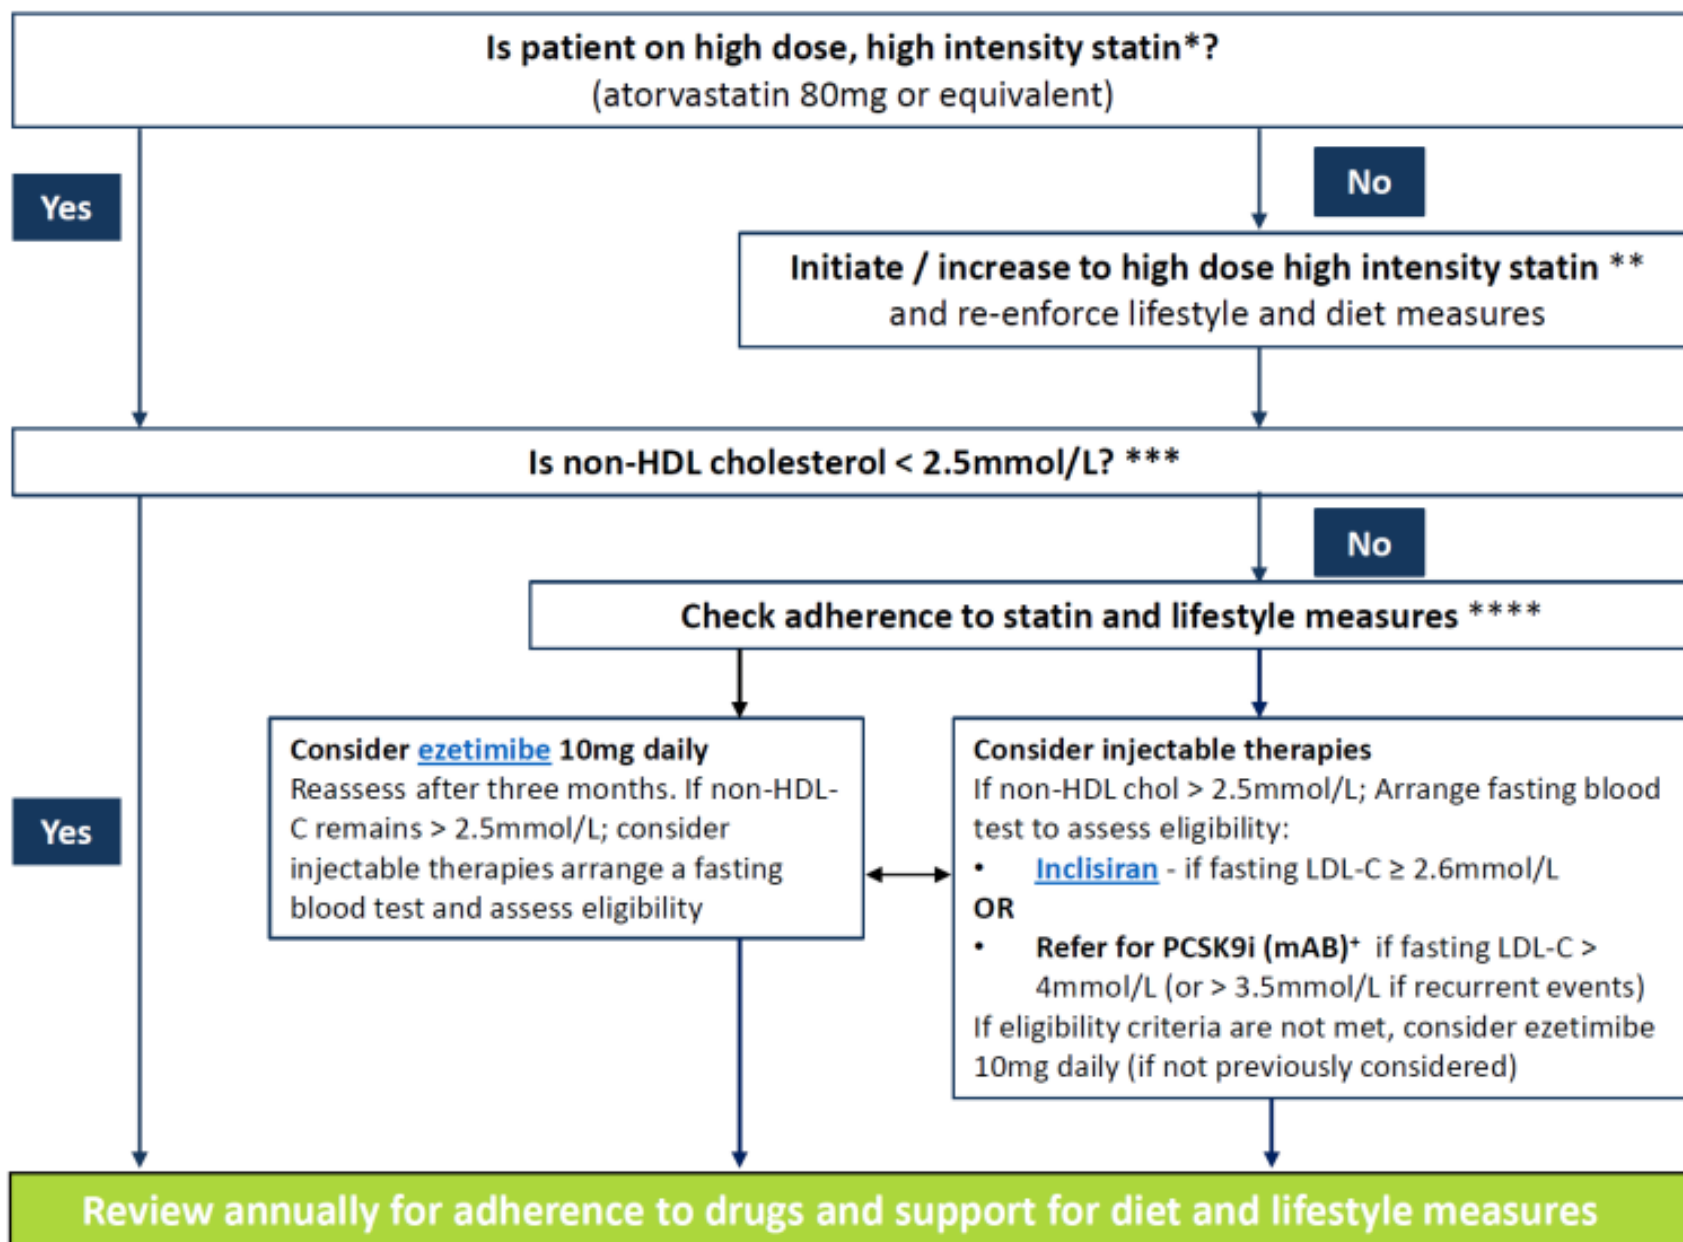 Is patient on high dose, high intensity statin*?
(atorvastatin 80mg or equivalent)
Yes
No
Initiate / increase to high dose high intensity statin **
and re-enforce lifestyle and diet measures
Is non-HDL cholesterol < 2.5mmol/L? ***
No
Check adherence to statin and lifestyle measures ****
Yes
Consider ezetimibe 10mg daily
Reassess after three months. If non-HDL-
C remains > 2.5mmol/L; consider
injectable therapies arrange a fasting
blood test and assess eligibility
Consider injectable therapies
If non-HDL chol > 2.5mmol/L; Arrange fasting blood
test to assess eligibility:
• Inclisiran - if fasting LDL-C ≥ 2.6mmol/L
OR
• Refer for PCSK9i (mAB)⁺ if fasting LDL-C >
4mmol/L (or > 3.5mmol/L if recurrent events)
If eligibility criteria are not met, consider ezetimibe
10mg daily (if not previously considered)
Review annually for adherence to drugs and support for diet and lifestyle measures